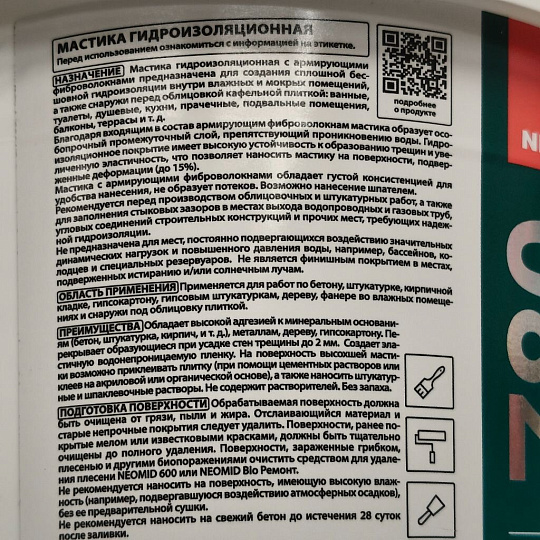 МАСТИКА ГИДРОИЗОЛЯЦИОННАЯ
Перед использованием ознакомиться с информацией на этикетке.
НАЗНАЧЕНИЕ Мастика гидроизоляционная с армирующими
фиброволокнами предназначена для создания сплошной бес-
шовной гидроизоляции внутри влажных и мокрых помещений,
а также снаружи перед облицовкой кафельной плиткой: ванные,
туалеты, душевые, кухни, прачечные, подвальные помещения,
балконы, террасы и т. д.
подробнее
о продукте
Благодаря входящим в состав армирующим фиброволокнам мастика образует осо-
бопрочный промежуточный слой, препятствующий проникновению воды. Гидро-
изоляционное покрытие имеет высокую устойчивость к образованию трещин и уве-
личенную эластичность, что позволяет наносить мастику на поверхности, подвер-
женные деформации (до 15%).
Мастика с армирующими фиброволокнами обладает густой консистенцией для
удобства нанесения, не образует потеков. Возможно нанесение шпателем.
Рекомендуется перед производством облицовочных и штукатурных работ, а также
для заполнения стыковых зазоров в местах выхода водопроводных и газовых труб,
угловых соединений строительных конструкций и прочих мест, требующих надеж-
ной гидроизоляции.
Не предназначена для мест, постоянно подвергающихся воздействию значительных
динамических нагрузок и повышенного давления воды, например, бассейнов, ко-
лодцев и специальных резервуаров. Не является финишным покрытием в местах,
подверженных истиранию и/или солнечным лучам.
ОБЛАСТЬ ПРИМЕНЕНИЯ Применяется для работ по бетону, штукатурке, кирпичной
кладке, гипсокартону, гипсовым штукатуркам, дереву, фанере во влажных помеще-
ниях и снаружи под облицовку плиткой.
ПРЕИМУЩЕСТВА Обладает высокой адгезией к минеральным основани-
ям (бетон, штукатурка, кирпич, и т. д.), металлам, дереву, гипсокартону. Пе-
рекрывает образующиеся при усадке стен трещины до 2 мм. Создает эла-
стичную водонепроницаемую пленку. На поверхность высохшей масти-
ки возможно приклеивать плитку (при помощи цементных растворов или
клеев на акриловой или органической основе), а также наносить штукатур-
ные и шпаклевочные растворы. Не содержит растворителей. Без запаха.
ПОДГОТОВКА ПОВЕРХНОСТИ Обрабатываемая поверхность должна
быть очищена от грязи, пыли и жира. Отслаивающийся материал и
старые непрочные покрытия следует удалить. Поверхности, ранее по-
крытые мелом или известковыми красками, должны быть тщательно
очищены до полного удаления. Поверхности, зараженные грибком,
плесенью и другими биопоражениями очистить средством для удале-
ния плесени NEOMID 600 или NEOMID Bio Ремонт.
Не рекомендуется наносить на поверхность, имеющую высокую влаж-
ность (например, подвергавшуюся воздействию атмосферных осадков),
без ее предварительной сушки.
Не рекомендуется наносить на свежий бетон до истечения 28 суток
после заливки.